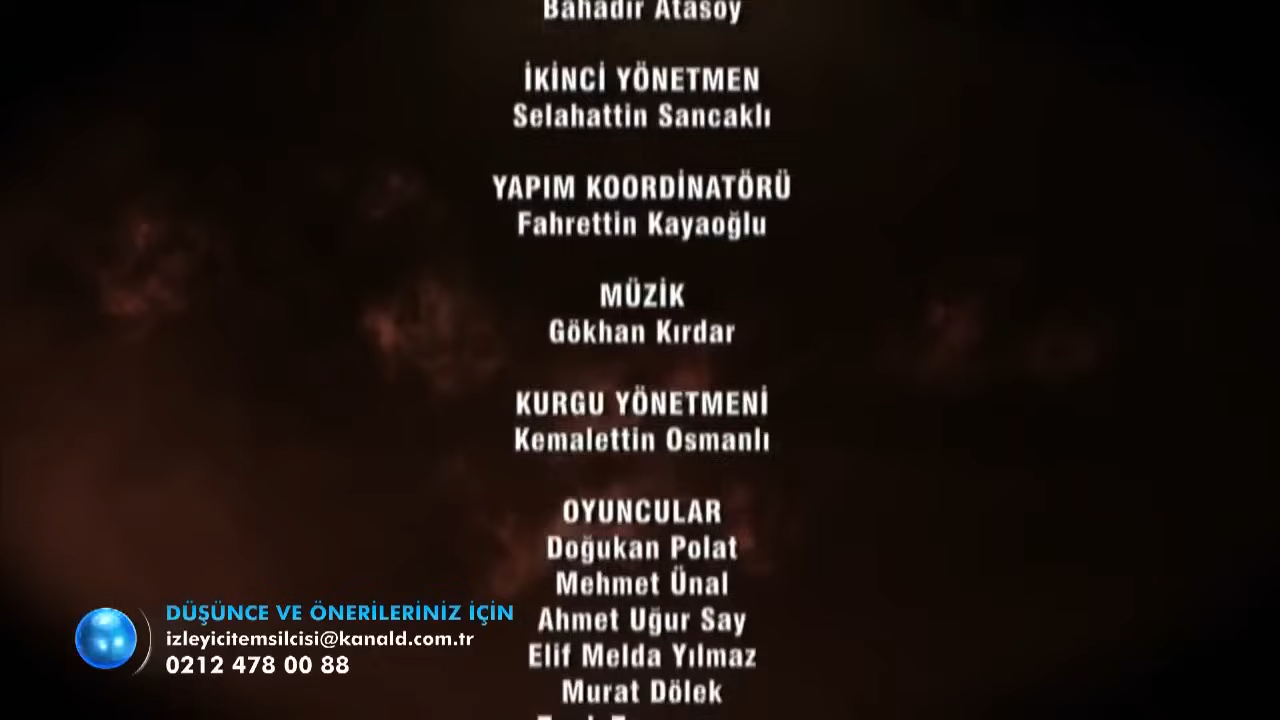 Bahadır Atasoy
İKİNCİ YÖNETMEN
Selahattin Sancaklı
YAPIM KOORDİNATÖRÜ
Fahrettin Kayaoğlu
MÜZİK
Gökhan Kırdar
KURGU YÖNETMENİ
Kemalettin Osmanlı
OYUNCULAR
Doğukan Polat
Mehmet Ünal
Ahmet Uğur Say
Elif Melda Yılmaz
Murat Dölek
DÜŞÜNCE VE ÖNERİLERİNİZ İÇİN
izleyicitemsilcisi@kanald.com.tr
0212 478 00 88